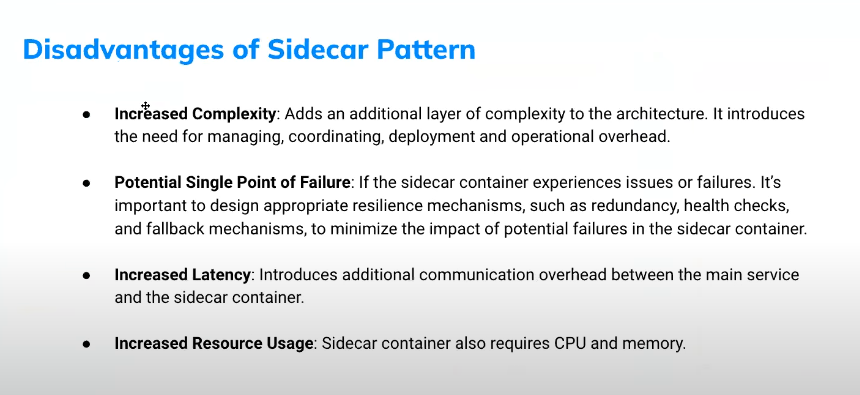 Disadvantages of Sidecar Pattern
● Increased Complexity: Adds an additional layer of complexity to the architecture. It introduces
the need for managing, coordinating, deployment and operational overhead.
● Potential Single Point of Failure: If the sidecar container experiences issues or failures. It's
important to design appropriate resilience mechanisms, such as redundancy, health checks,
and fallback mechanisms, to minimize the impact of potential failures in the sidecar container.
● Increased Latency: Introduces additional communication overhead between the main service
and the sidecar container.
● Increased Resource Usage: Sidecar container also requires CPU and memory.